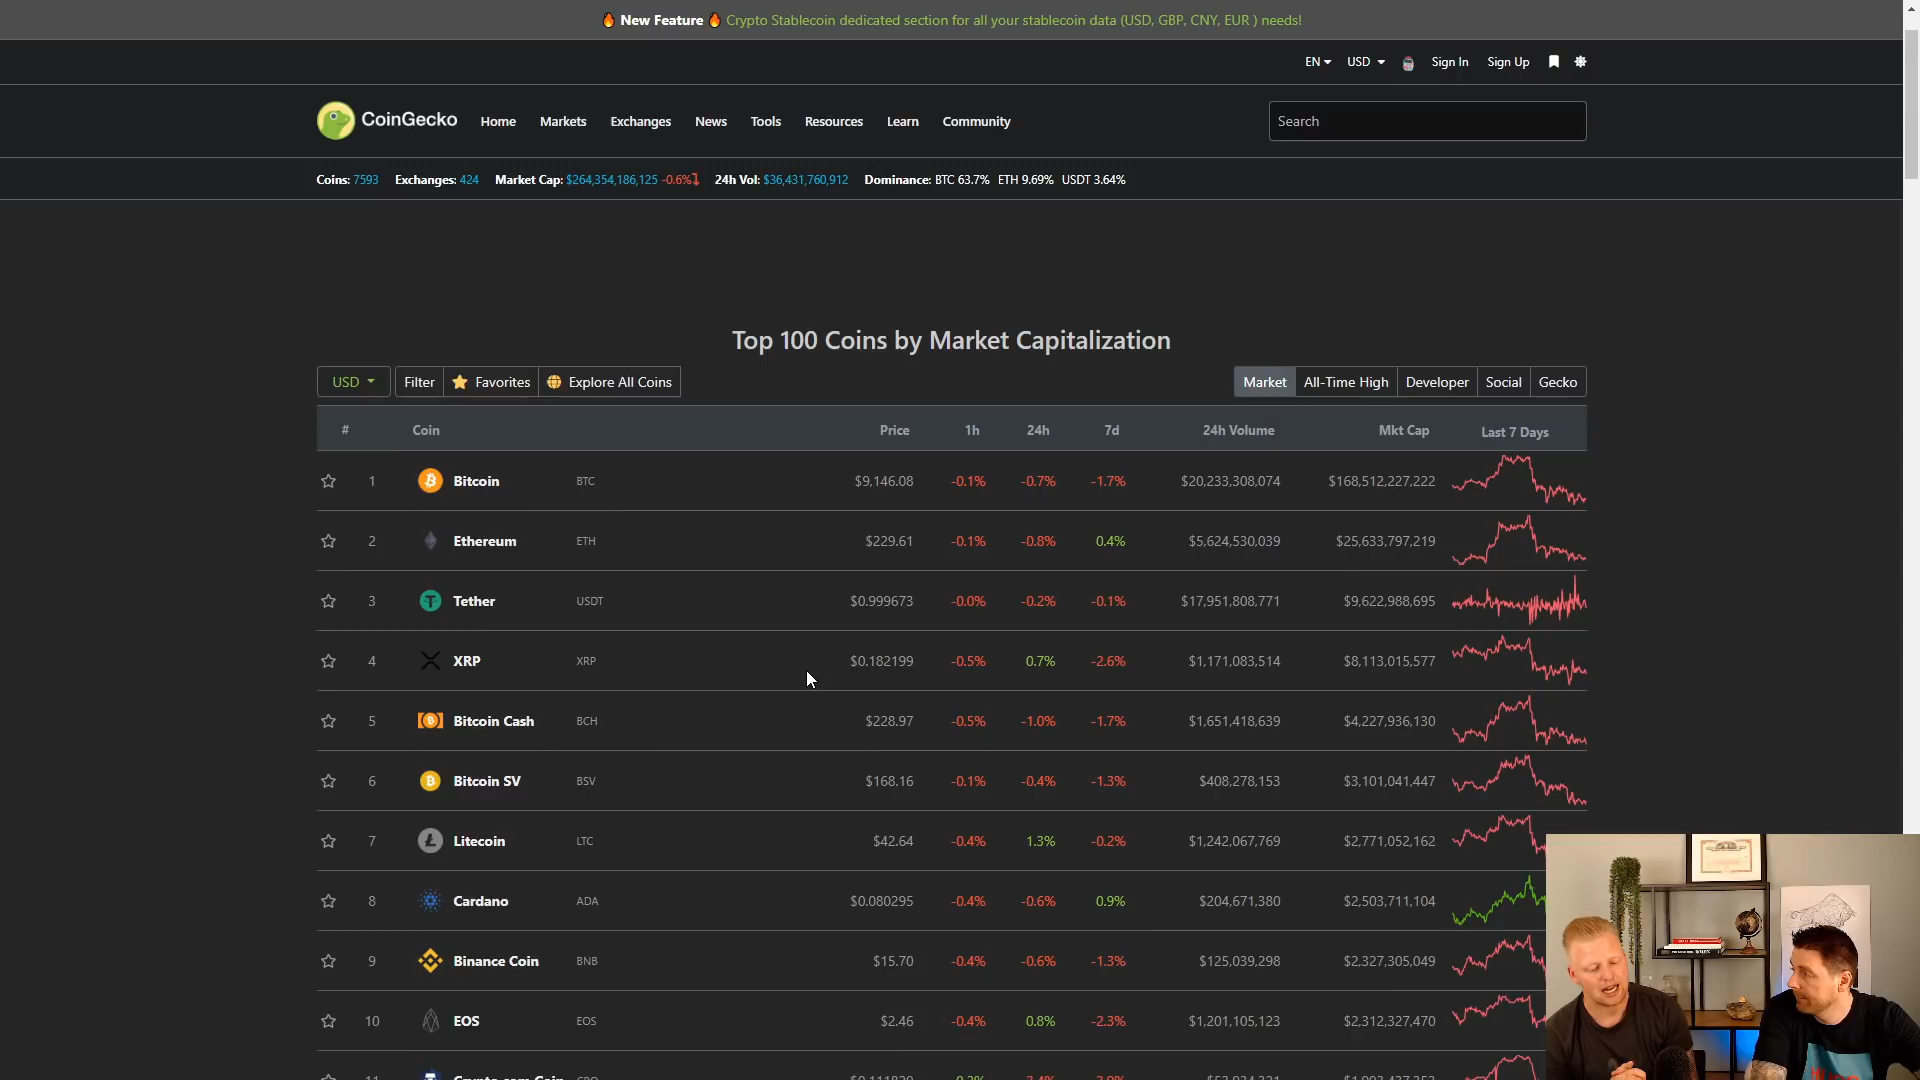 🔥 New Feature 🔥 Crypto Stablecoin dedicated section for all your stablecoin data (USD, GBP, CNY, EUR ) needs!
EN USD Sign In Sign Up
CoinGecko Home Markets Exchanges News Tools Resources Learn Community Search
Coins: 7593 Exchanges: 424 Market Cap: $264,354,186,125 -0.6% 24h Vol: $36,431,760,912 Dominance: BTC 63.7% ETH 9.69% USDT 3.64%
Top 100 Coins by Market Capitalization
USD Filter Favorites Explore All Coins Market All-Time High Developer Social Gecko
# Coin Price 1h 24h 7d 24h Volume Mkt Cap Last 7 Days
1 Bitcoin BTC $9,146.08 -0.1% -0.7% -1.7% $20,233,308,074 $168,512,227,222
2 Ethereum ETH $229.61 -0.1% -0.8% 0.4% $5,624,530,039 $25,633,797,219
3 Tether USDT $0.999673 -0.0% -0.2% -0.1% $17,951,808,771 $9,622,988,695
4 XRP XRP $0.182199 -0.5% 0.7% -2.6% $1,171,083,514 $8,113,015,577
5 Bitcoin Cash BCH $228.97 -0.5% -1.0% -1.7% $1,651,418,639 $4,227,936,130
6 Bitcoin SV BSV $168.16 -0.1% -0.4% -1.3% $408,278,153 $3,101,041,447
7 Litecoin LTC $42.64 -0.4% 1.3% -0.2% $1,242,067,769 $2,771,052,162
8 Cardano ADA $0.080295 -0.4% -0.6% 0.9% $204,671,380 $2,503,711,104
9 Binance Coin BNB $15.70 -0.4% -0.6% -1.3% $125,039,298 $2,327,305,049
10 EOS EOS $2.46 -0.4% 0.8% -2.3% $1,201,105,123 $2,312,327,470